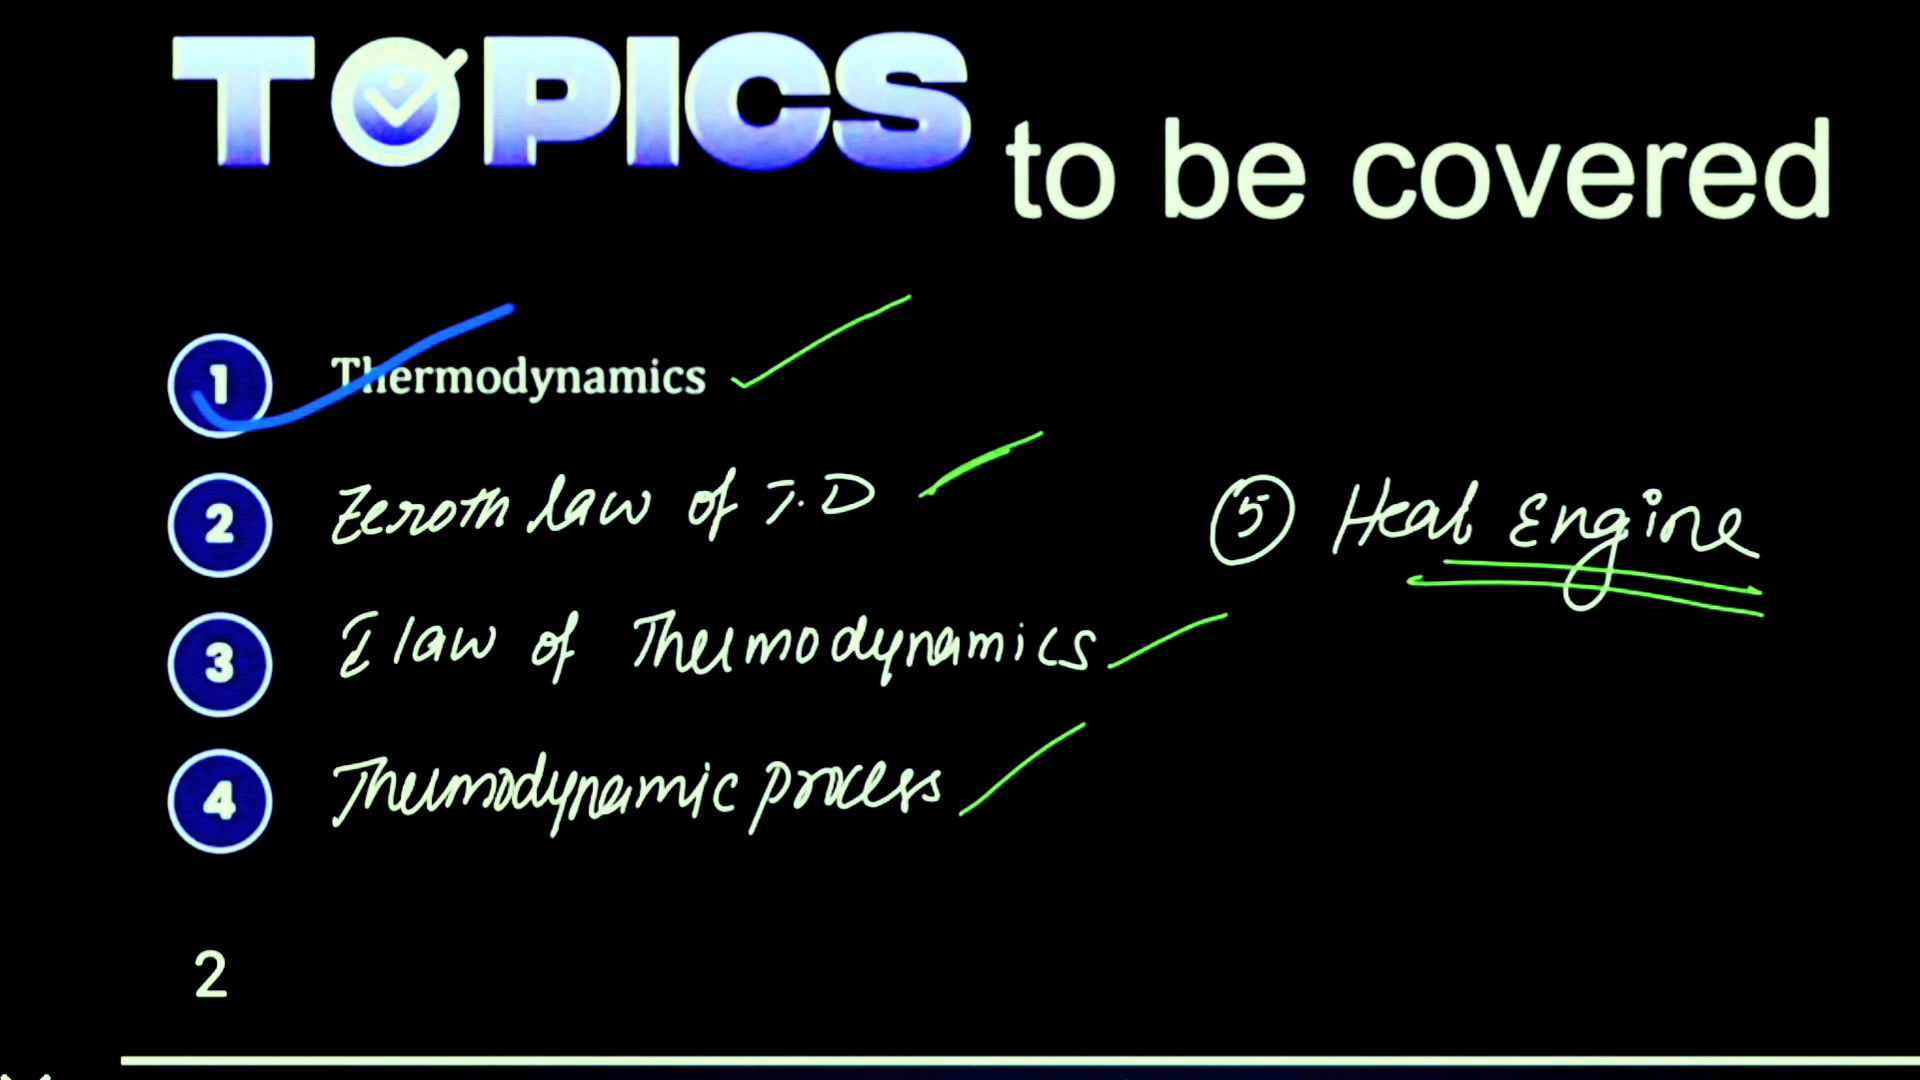 TOPICS to be covered
1 Thermodynamics
2 Zeroth law of T.D
3 I law of Thermodynamics
4 Thermodynamic process
5 Heat Engine
2